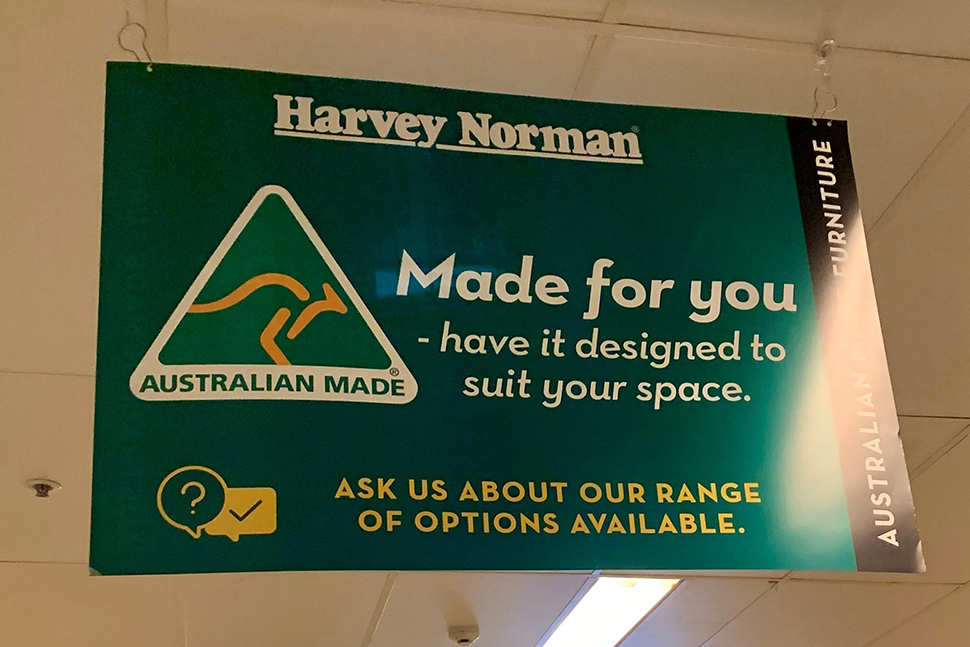 Harvey Norman®
AUSTRALIAN MADE®
Made for you
- have it designed to
suit your space.
?
ASK US ABOUT OUR RANGE
OF OPTIONS AVAILABLE.
AUSTRALIAN
FURNITURE